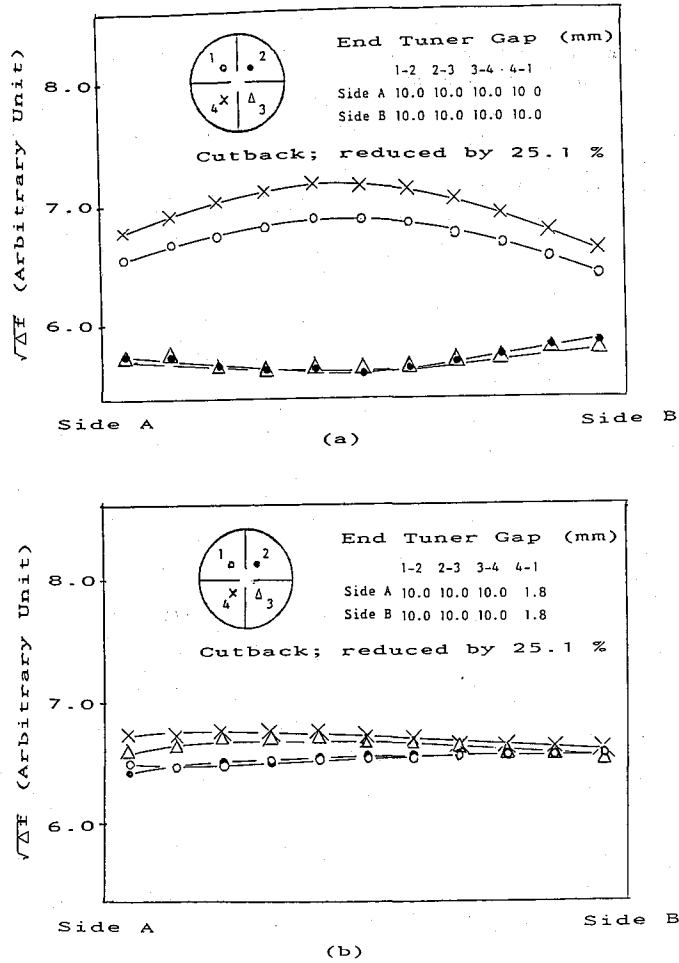 End Tuner Gap (mm)
1 2
4 3
1-2 2-3 3-4 4-1
Side A 10.0 10.0 10.0 10 0
Side B 10.0 10.0 10.0 10.0
Cutback; reduced by 25.1 %
√ΔF (Arbitrary Unit)
8.0
7.0
6.0
Side A
Side B
(a)
End Tuner Gap (mm)
1 2
4 3
1-2 2-3 3-4 4-1
Side A 10.0 10.0 10.0 1.8
Side B 10.0 10.0 10.0 1.8
Cutback; reduced by 25.1 %
√ΔF (Arbitrary Unit)
8.0
7.0
6.0
Side A
Side B
(b)